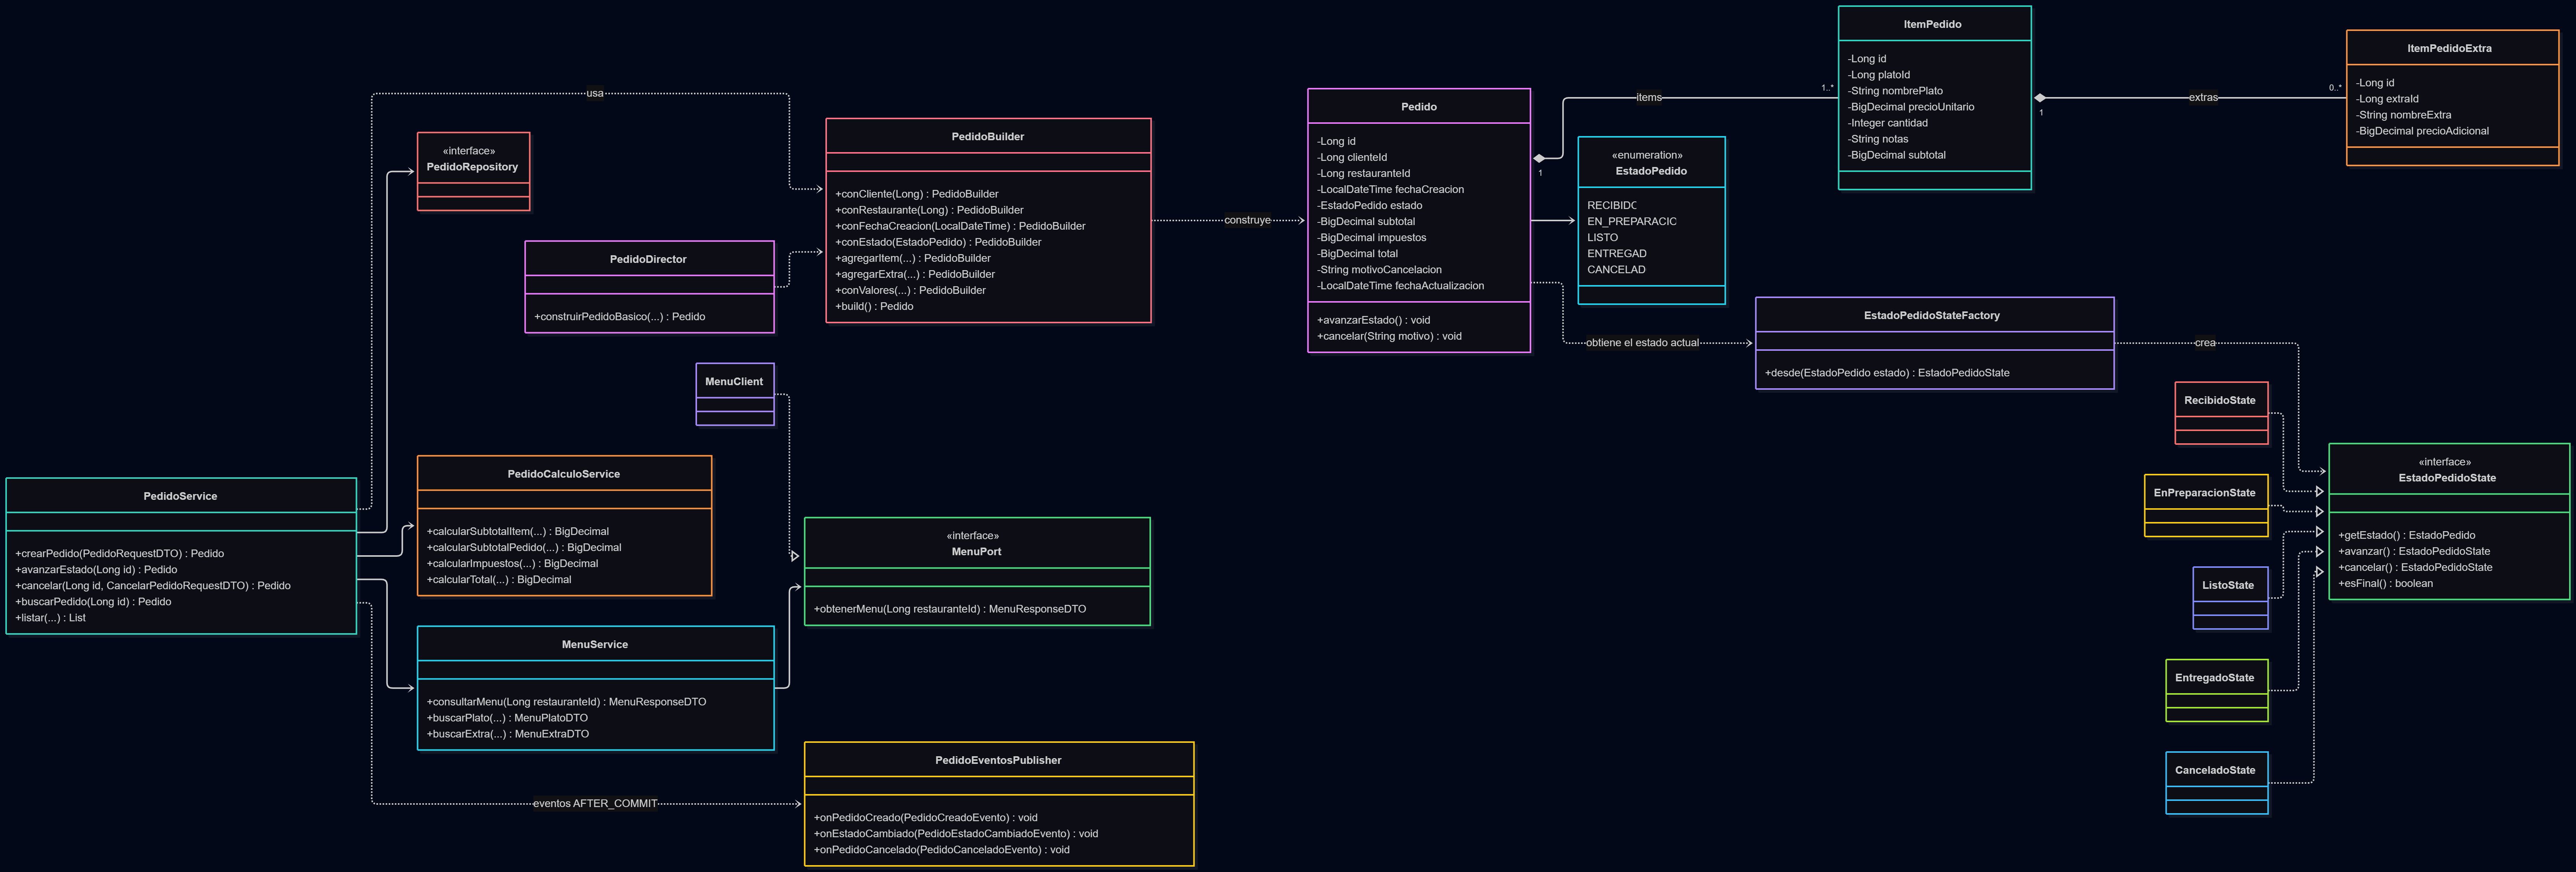 PedidoService
+crearPedido(PedidoRequestDTO) : Pedido
+avanzarEstado(Long id) : Pedido
+cancelar(Long id, CancelarPedidoRequestDTO) : Pedido
+buscarPedido(Long id) : Pedido
+listar(...) : List
usa
«interface»
PedidoRepository
PedidoDirector
+construirPedidoBasico(...) : Pedido
MenuClient
PedidoCalculoService
+calcularSubtotalItem(...) : BigDecimal
+calcularSubtotalPedido(...) : BigDecimal
+calcularImpuestos(...) : BigDecimal
+calcularTotal(...) : BigDecimal
MenuService
+consultarMenu(Long restauranteId) : MenuResponseDTO
+buscarPlato(...) : MenuPlatoDTO
+buscarExtra(...) : MenuExtraDTO
eventos AFTER_COMMIT
PedidoBuilder
+conCliente(Long) : PedidoBuilder
+conRestaurante(Long) : PedidoBuilder
+conFechaCreacion(LocalDateTime) : PedidoBuilder
+conEstado(EstadoPedido) : PedidoBuilder
+agregarItem(...) : PedidoBuilder
+agregarExtra(...) : PedidoBuilder
+conValores(...) : PedidoBuilder
+build() : Pedido
«interface»
MenuPort
+obtenerMenu(Long restauranteId) : MenuResponseDTO
PedidoEventosPublisher
+onPedidoCreado(PedidoCreadoEvento) : void
+onEstadoCambiado(PedidoEstadoCambiadoEvento) : void
+onPedidoCancelado(PedidoCanceladoEvento) : void
construye
Pedido
-Long id
-Long clienteId
-Long restauranteId
-LocalDateTime fechaCreacion
-EstadoPedido estado
-BigDecimal subtotal
-BigDecimal impuestos
-BigDecimal total
-String motivoCancelacion
-LocalDateTime fechaActualizacion
+avanzarEstado() : void
+cancelar(String motivo) : void
1
items
1..*
«enumeration»
EstadoPedido
RECIBIDC
EN_PREPARACIC
LISTO
ENTREGAD
CANCELAD
obtiene el estado actual
ItemPedido
-Long id
-Long platoId
-String nombrePlato
-BigDecimal precioUnitario
-Integer cantidad
-String notas
-BigDecimal subtotal
1
extras
0..*
ItemPedidoExtra
-Long id
-Long extraId
-String nombreExtra
-BigDecimal precioAdicional
EstadoPedidoStateFactory
+desde(EstadoPedido estado) : EstadoPedidoState
crea
RecibidoState
EnPreparacionState
ListoState
EntregadoState
CanceladoState
«interface»
EstadoPedidoState
+getEstado() : EstadoPedido
+avanzar() : EstadoPedidoState
+cancelar() : EstadoPedidoState
+esFinal() : boolean